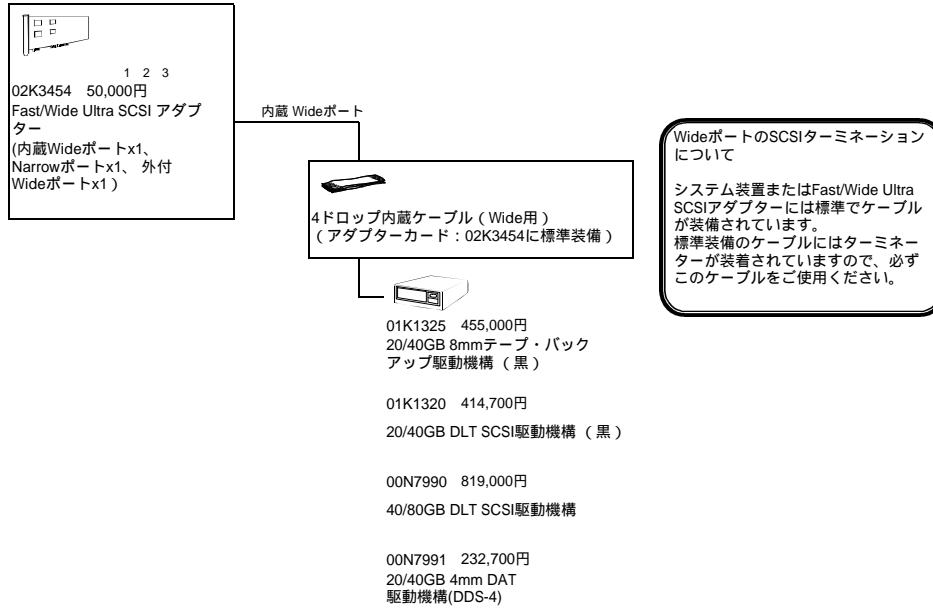 1 2 3
02K3454 50,000円
Fast/Wide Ultra SCSI アダプ
ター
(内蔵Wideポートx1、
Narrowポートx1、 外付
Wideポートx1 )
内蔵 Wideポート
4ドロップ内蔵ケーブル ( Wide用 )
( アダプターカード : 02K3454に標準装備 )
01K1325 455,000円
20/40GB 8mmテープ・バック
アップ駆動機構 ( 黒 )
01K1320 414,700円
20/40GB DLT SCSI駆動機構 ( 黒 )
00N7990 819,000円
40/80GB DLT SCSI駆動機構
00N7991 232,700円
20/40GB 4mm DAT
駆動機構(DDS-4)
WideポートのSCSIターミネーション
について
システム装置またはFast/Wide Ultra
SCSIアダプターには標準でケーブル
が装備されています。
標準装備のケーブルにはターミネー
ターが装着されていますので、必ず
このケーブルをご使用ください。